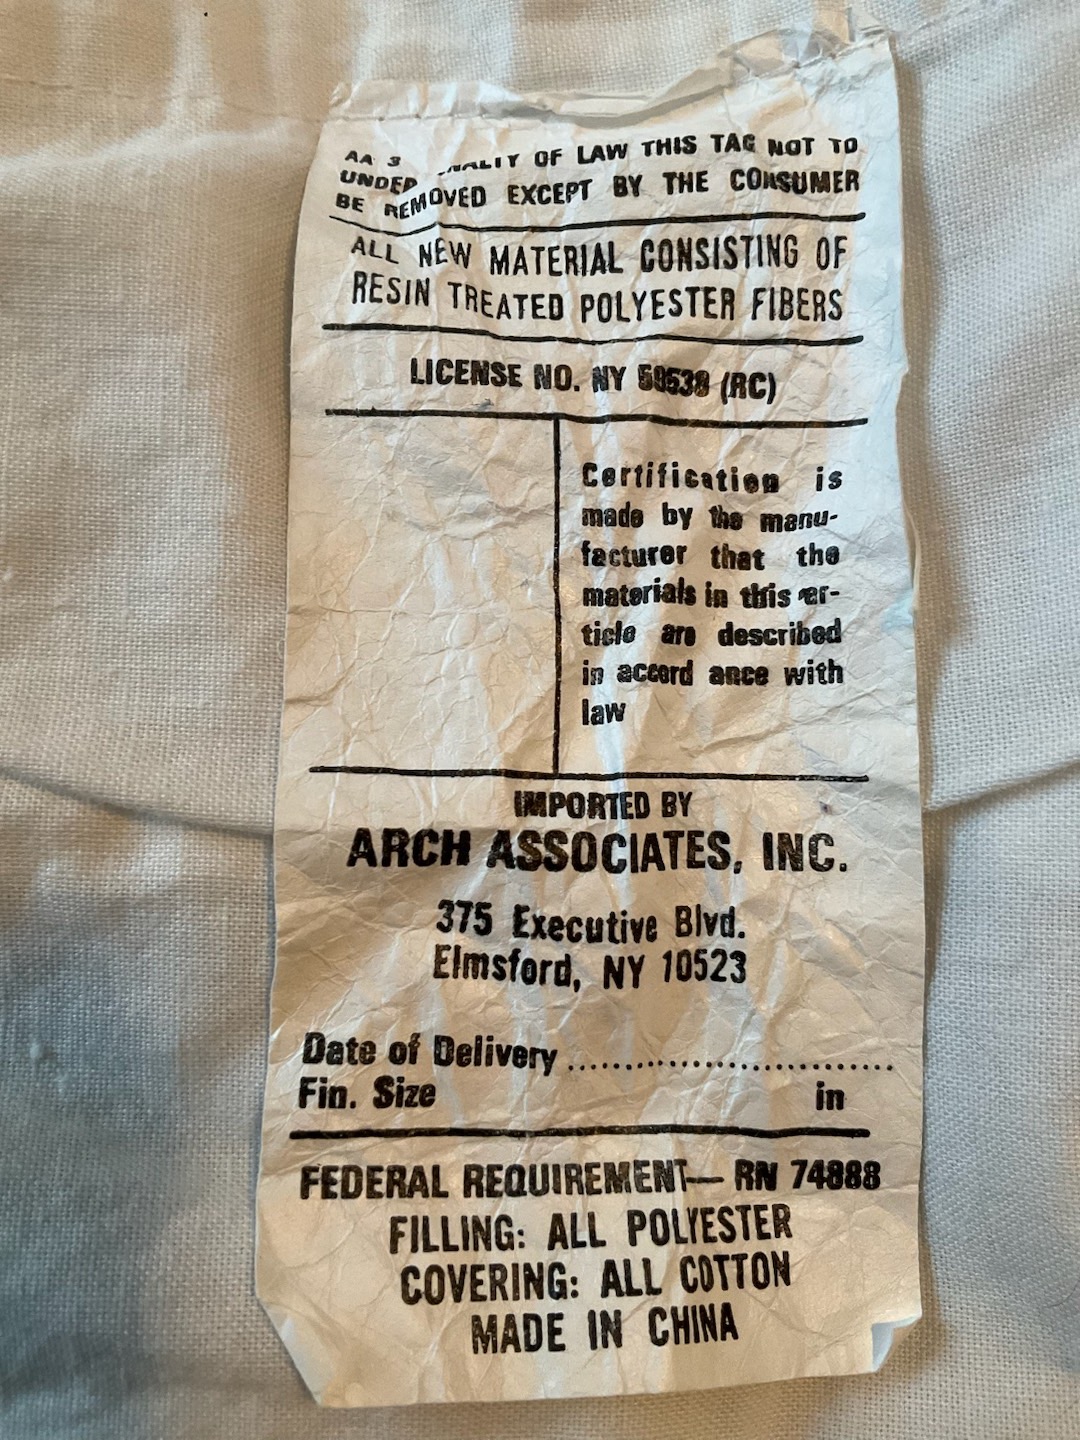 AA 3
UNDER PENALTY OF LAW THIS TAG NOT TO
BE REMOVED EXCEPT BY THE CONSUMER
ALL NEW MATERIAL CONSISTING OF
RESIN TREATED POLYESTER FIBERS
LICENSE NO. NY (RC)
Certification is
made by the manu-
facturer that the
materials in this ar-
ticle are described
in accord ance with
law
IMPORTED BY
ARCH ASSOCIATES, INC.
375 Executive Blvd.
Elmsford, NY 10523
Date of Delivery ..............................
Fin. Size in
FEDERAL REQUIREMENT— RN 74888
FILLING: ALL POLYESTER
COVERING: ALL COTTON
MADE IN CHINA